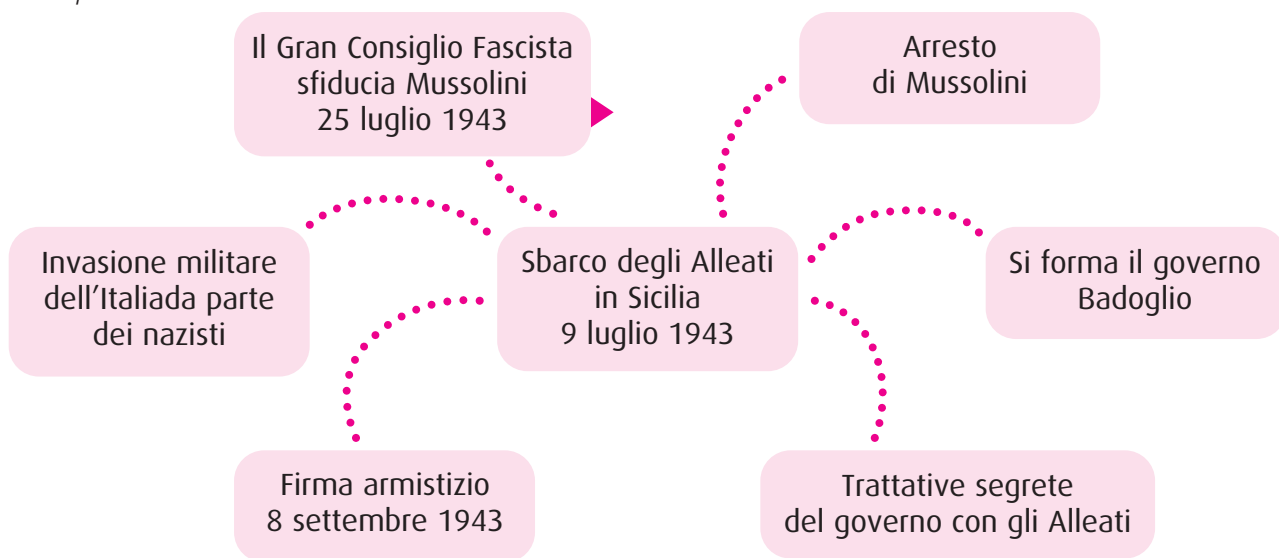 Il Gran Consiglio Fascista
sfiducia Mussolini
25 luglio 1943
Arresto
di Mussolini
Invasione militare
dell'Italiada parte
dei nazisti
Sbarco degli Alleati
in Sicilia
9 luglio 1943
Si forma il governo
Badoglio
Firma armistizio
8 settembre 1943
Trattative segrete
del governo con gli Alleati